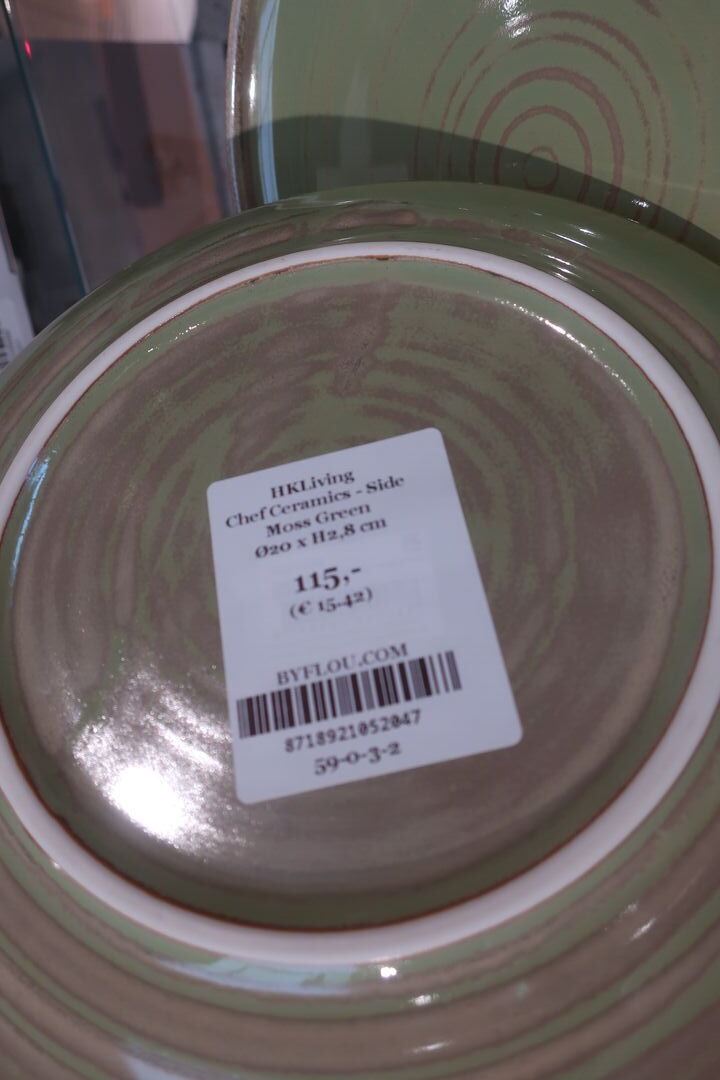 HKLiving
Chef Ceramics - Side
Moss Green
Ø20 x H2,8 cm
115,-
(€ 15.42)
BYFLOU.COM
8718921052047
59-0-3-2